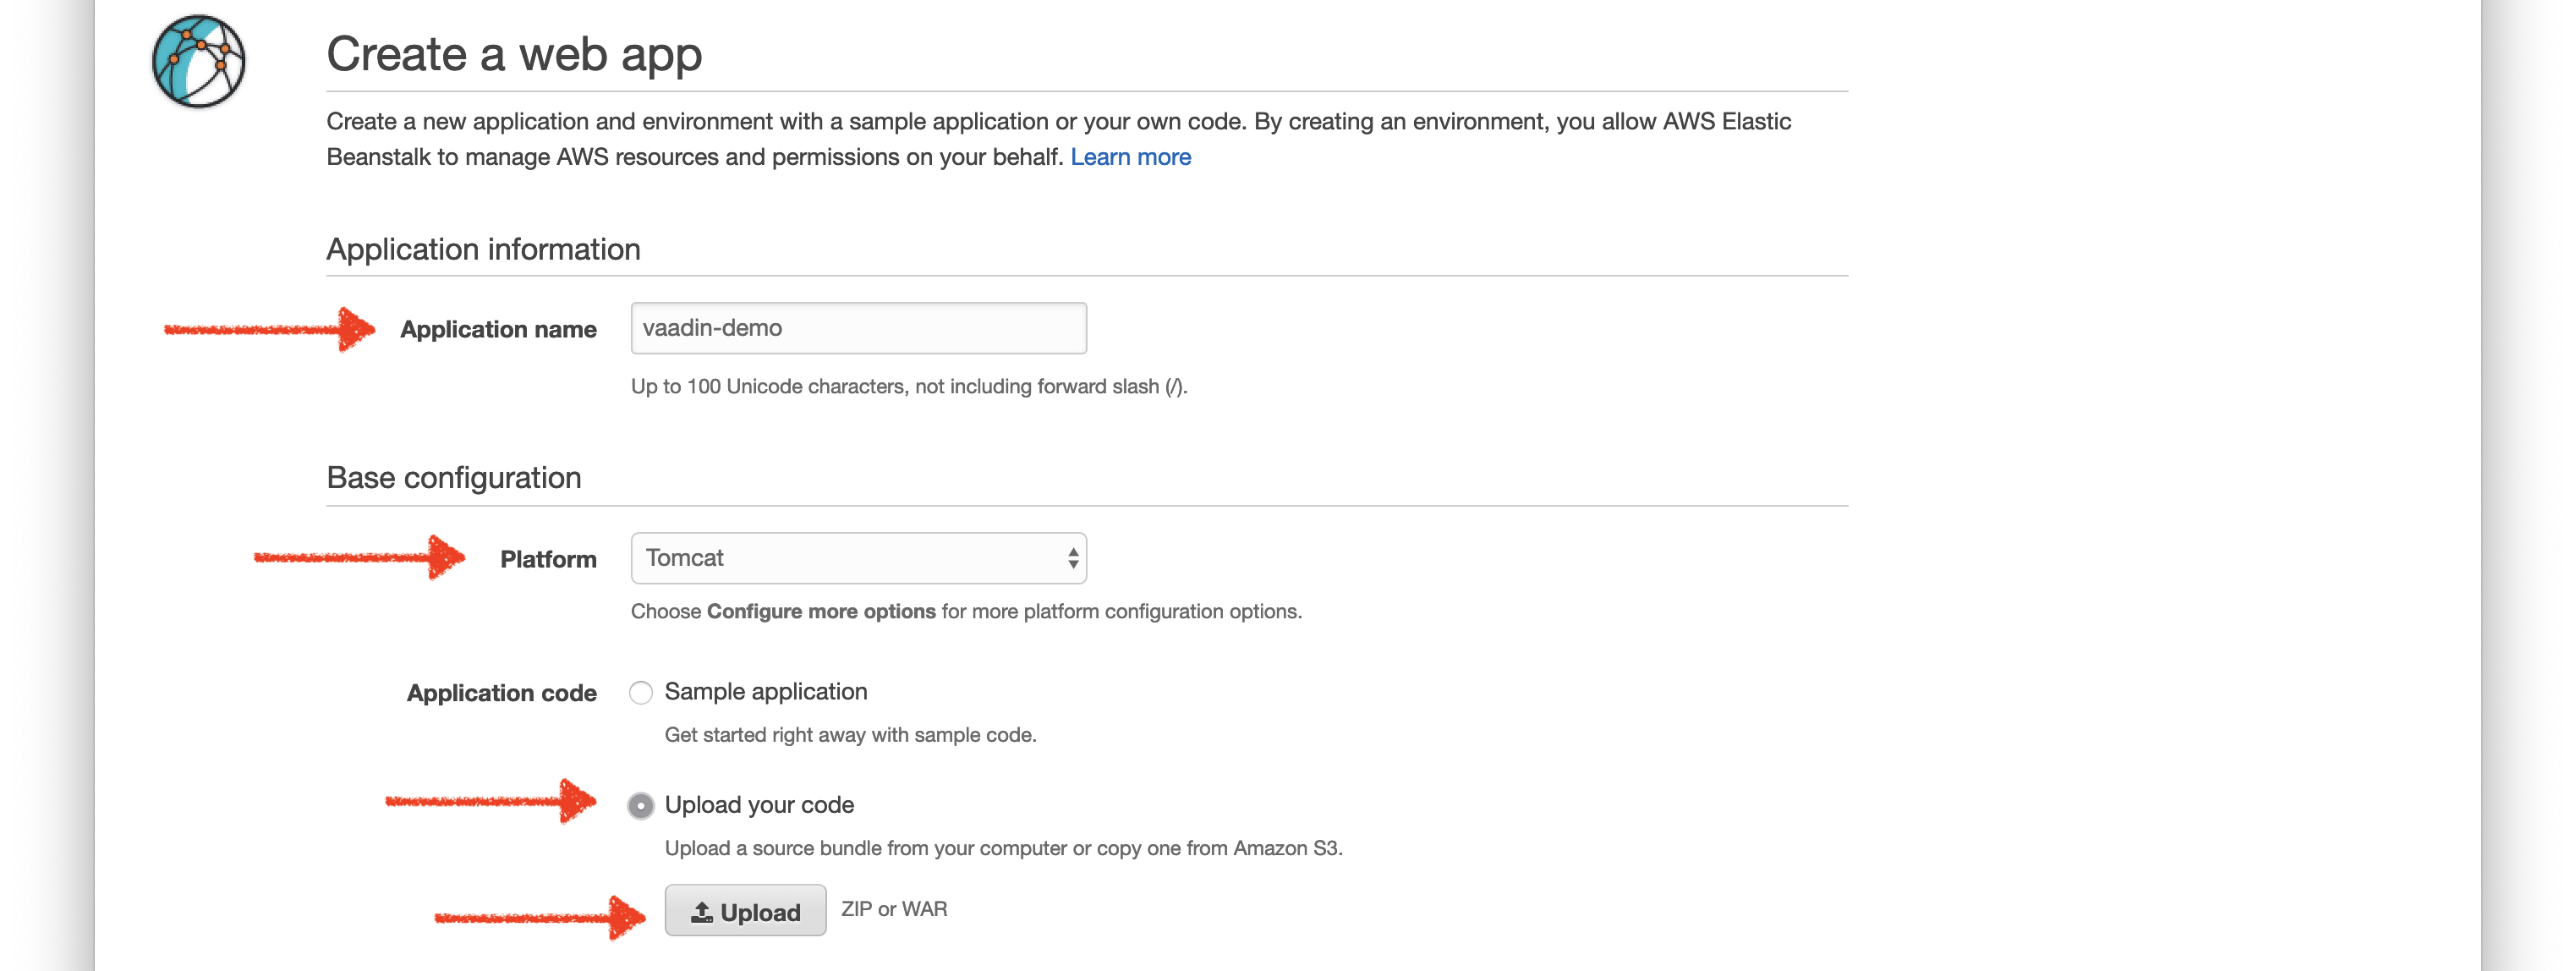 Create a web app
Create a new application and environment with a sample application or your own code. By creating an environment, you allow AWS Elastic
Beanstalk to manage AWS resources and permissions on your behalf. Learn more
Application information
Application name vaadin-demo
Up to 100 Unicode characters, not including forward slash (/).
Base configuration
Platform Tomcat
Choose Configure more options for more platform configuration options.
Application code Sample application
Get started right away with sample code.
Upload your code
Upload a source bundle from your computer or copy one from Amazon S3.
Upload ZIP or WAR